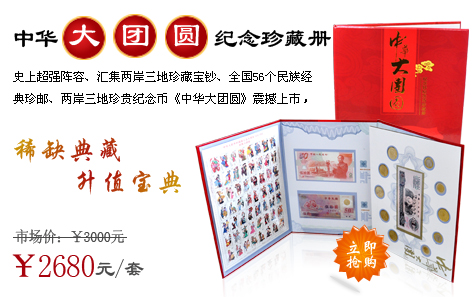 中华大团圆纪念珍藏册
史上超强阵容、汇集两岸三地珍藏宝钞、全国56个民族经
典珍邮、两岸三地珍贵纪念币《中华大团圆》震撼上市，
稀缺典藏
升值宝典
市场价：￥3000元
￥2680元/套
中华大团圆
立即
抢购